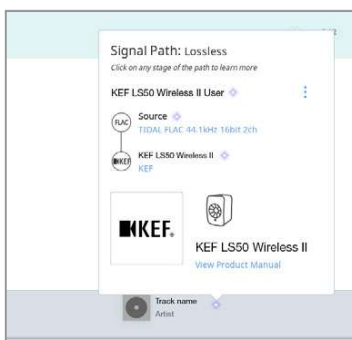 Signal Path: Lossless
Click on any stage of the path to learn more
KEF LS50 Wireless II User
FLAC
Source
TIDAL FLAC 44.1kHz 16bit 2ch
KEF
KEF LS50 Wireless II
KEF
KEF.
KEF LS50 Wireless II
View Product Manual
Track name
Artist